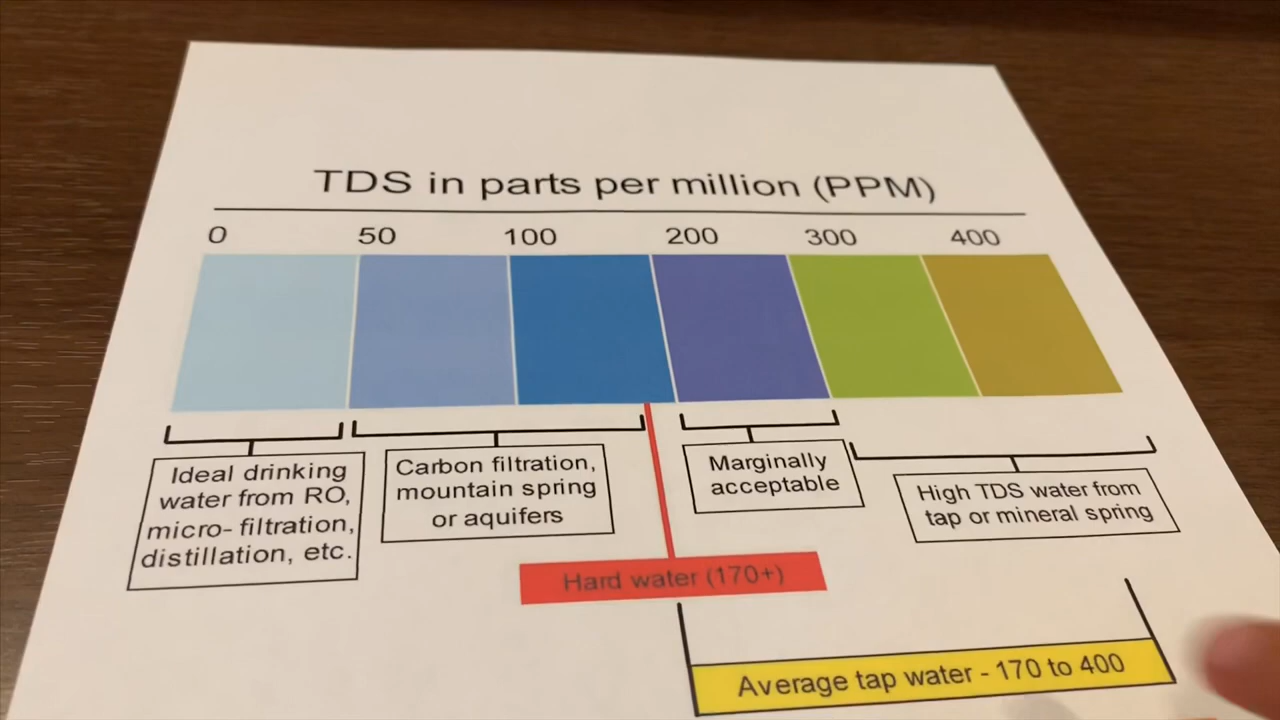 TDS in parts per million (PPM)
0 50 100 200 300 400
Ideal drinking
water from RO,
micro- filtration,
distillation, etc.
Carbon filtration,
mountain spring
or aquifers
Marginally
acceptable
High TDS water from
tap or mineral spring
Hard water (170+)
Average tap water - 170 to 400